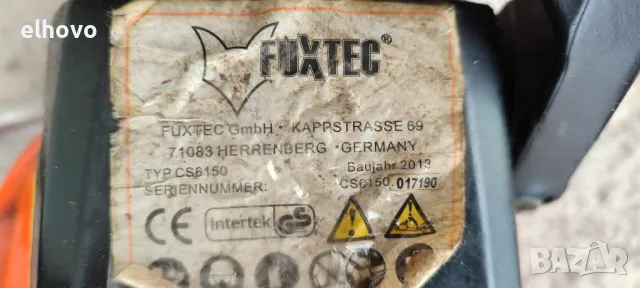 elhovo
FUXTEC®
FUXTEC GmbH · KAPPSTRASSE 69
71083 HERRENBERG · GERMANY
TYP CS6150 Baujahr 2013
SERIENNUMMER: CS6150 017190
CE Intertek GS
BAZAR.bg